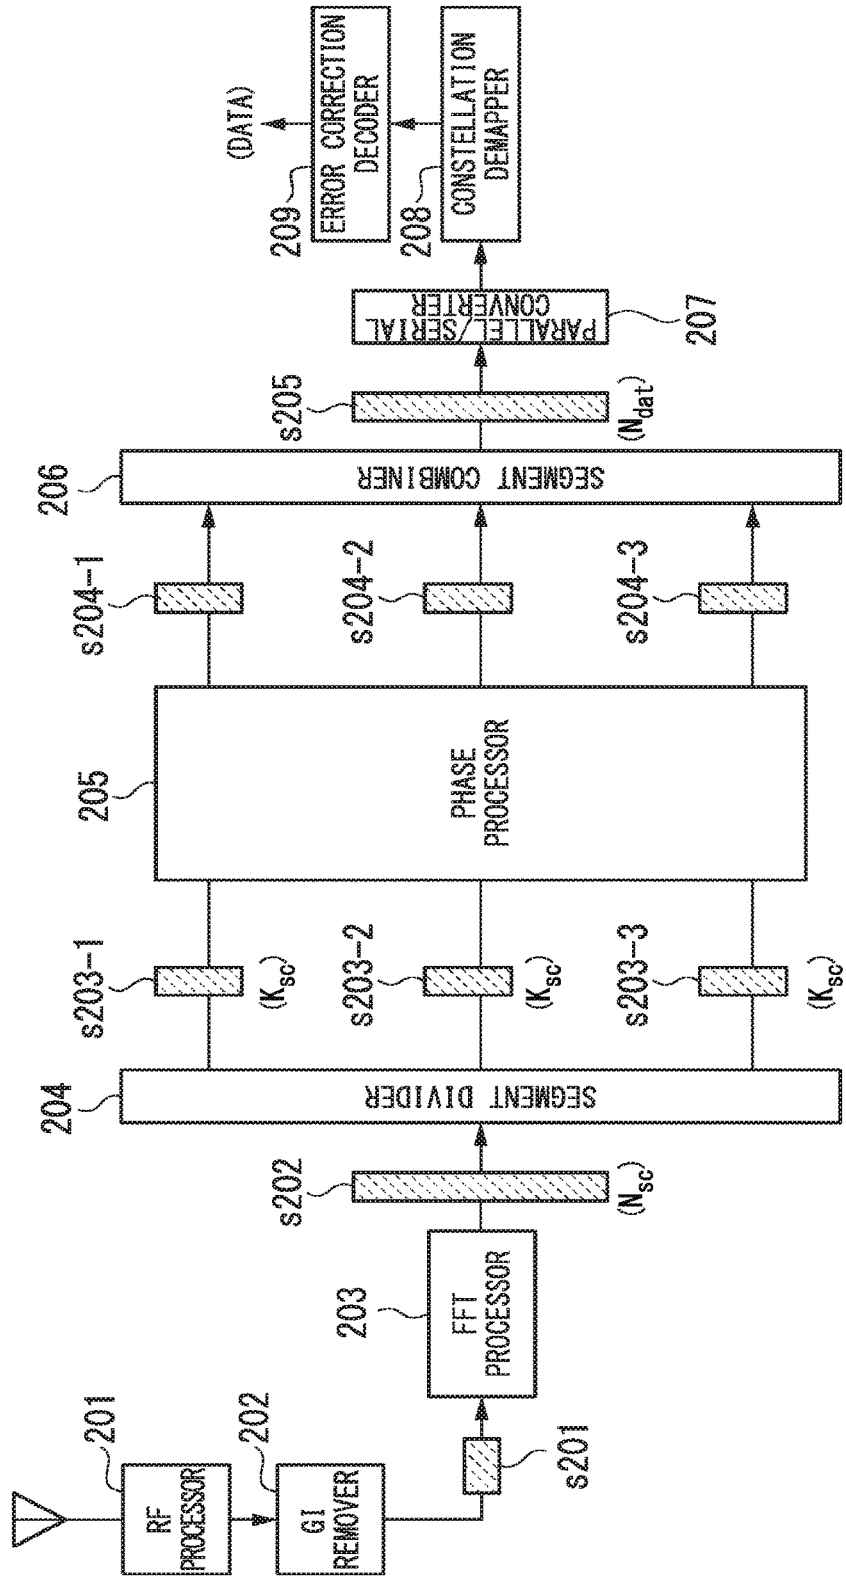 201
RF
PROCESSOR
202
GI
REMOVER
s201
203
FFT
PROCESSOR
s202
(Nsc)
204
SEGMENT DIVIDER
s203-1
(Ksc)
s203-2
(Ksc)
s203-3
(Ksc)
205
PHASE
PROCESSOR
s204-1
s204-2
s204-3
206
SEGMENT COMBINER
s205
(Ndat)
PARALLEL/SERIAL
CONVERTER
207
208
CONSTELLATION
DEMAPPER
209
ERROR CORRECTION
DECODER
(DATA)